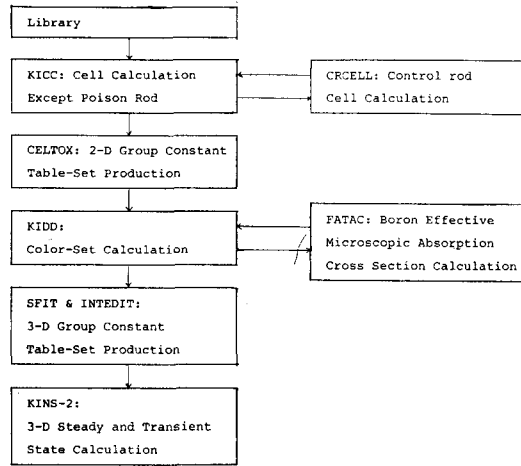 Library
KICC: Cell Calculation
Except Poison Rod
CRCELL: Control rod
Cell Calculation
CELTOX: 2-D Group Constant
Table-Set Production
KIDD:
Color-Set Calculation
FATAC: Boron Effective
Microscopic Absorption
Cross Section Calculation
SFIT & INTEDIT:
3-D Group Constant
Table-Set Production
KINS-2:
3-D Steady and Transient
State Calculation